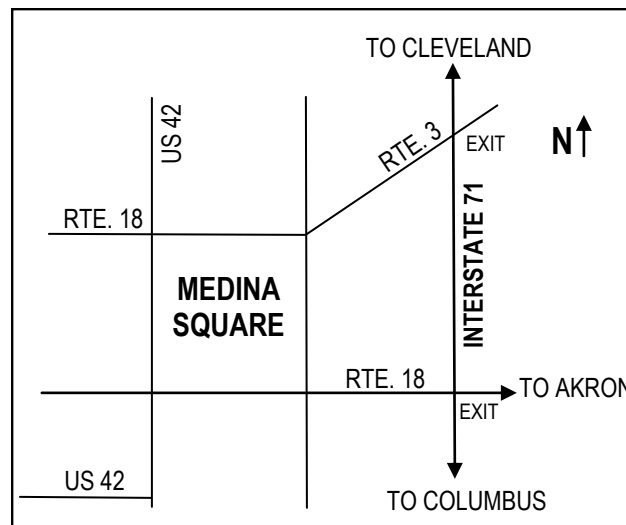 TO CLEVELAND
US 42
RTE. 3
EXIT
N
RTE. 18
INTERSTATE 71
MEDINA
SQUARE
RTE. 18
TO AKRON
EXIT
US 42
TO COLUMBUS